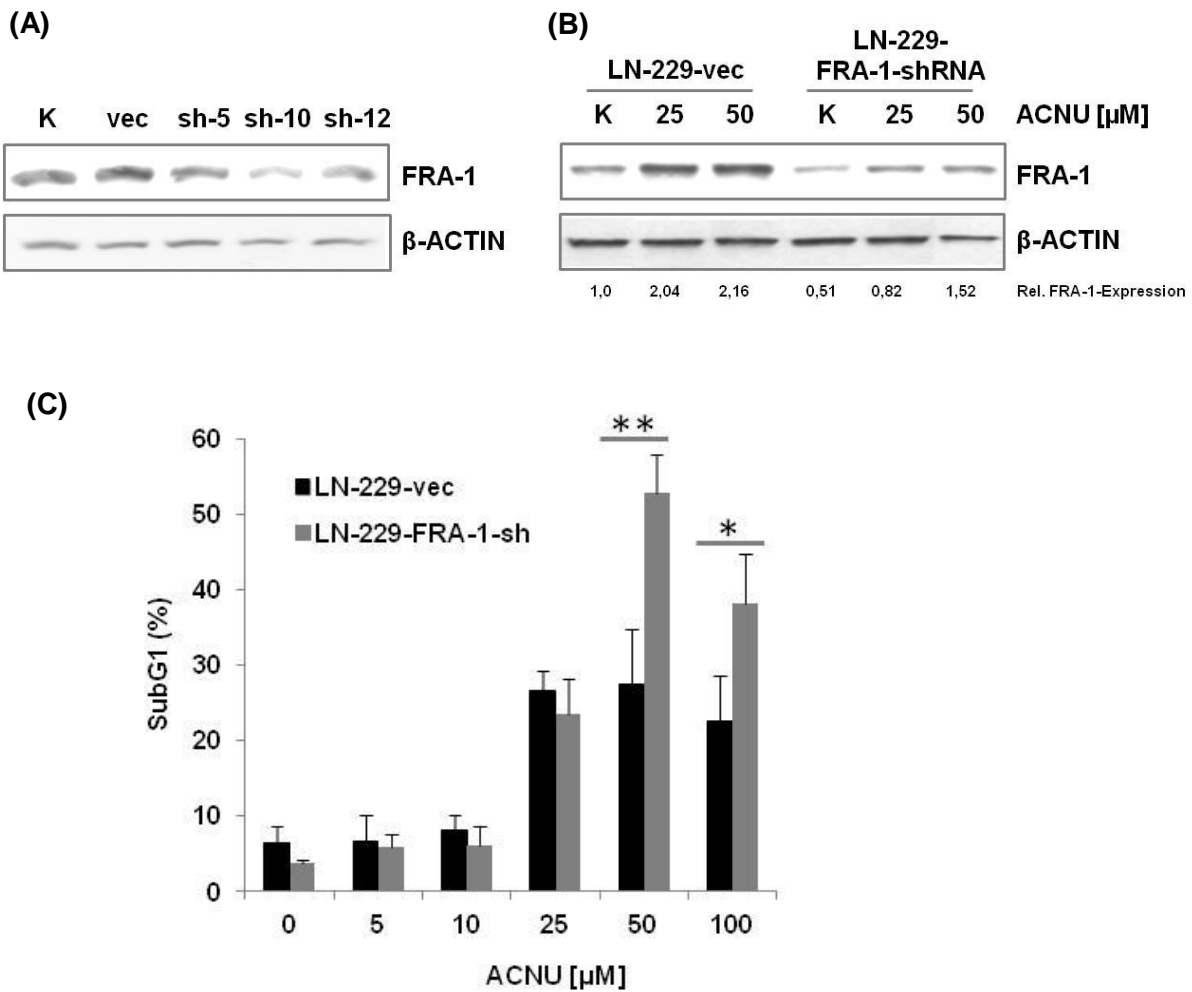 (A)
K vec sh-5 sh-10 sh-12
FRA-1
β-ACTIN
(B)
LN-229-vec
LN-229-
FRA-1-shRNA
K 25 50 K 25 50 ACNU [µM]
FRA-1
β-ACTIN
1,0 2,04 2,16 0,51 0,82 1,52 Rel. FRA-1-Expression
(C)
60
50
40
30
20
10
0
SubG1 (%)
LN-229-vec
LN-229-FRA-1-sh
**
*
0 5 10 25 50 100
ACNU [µM]